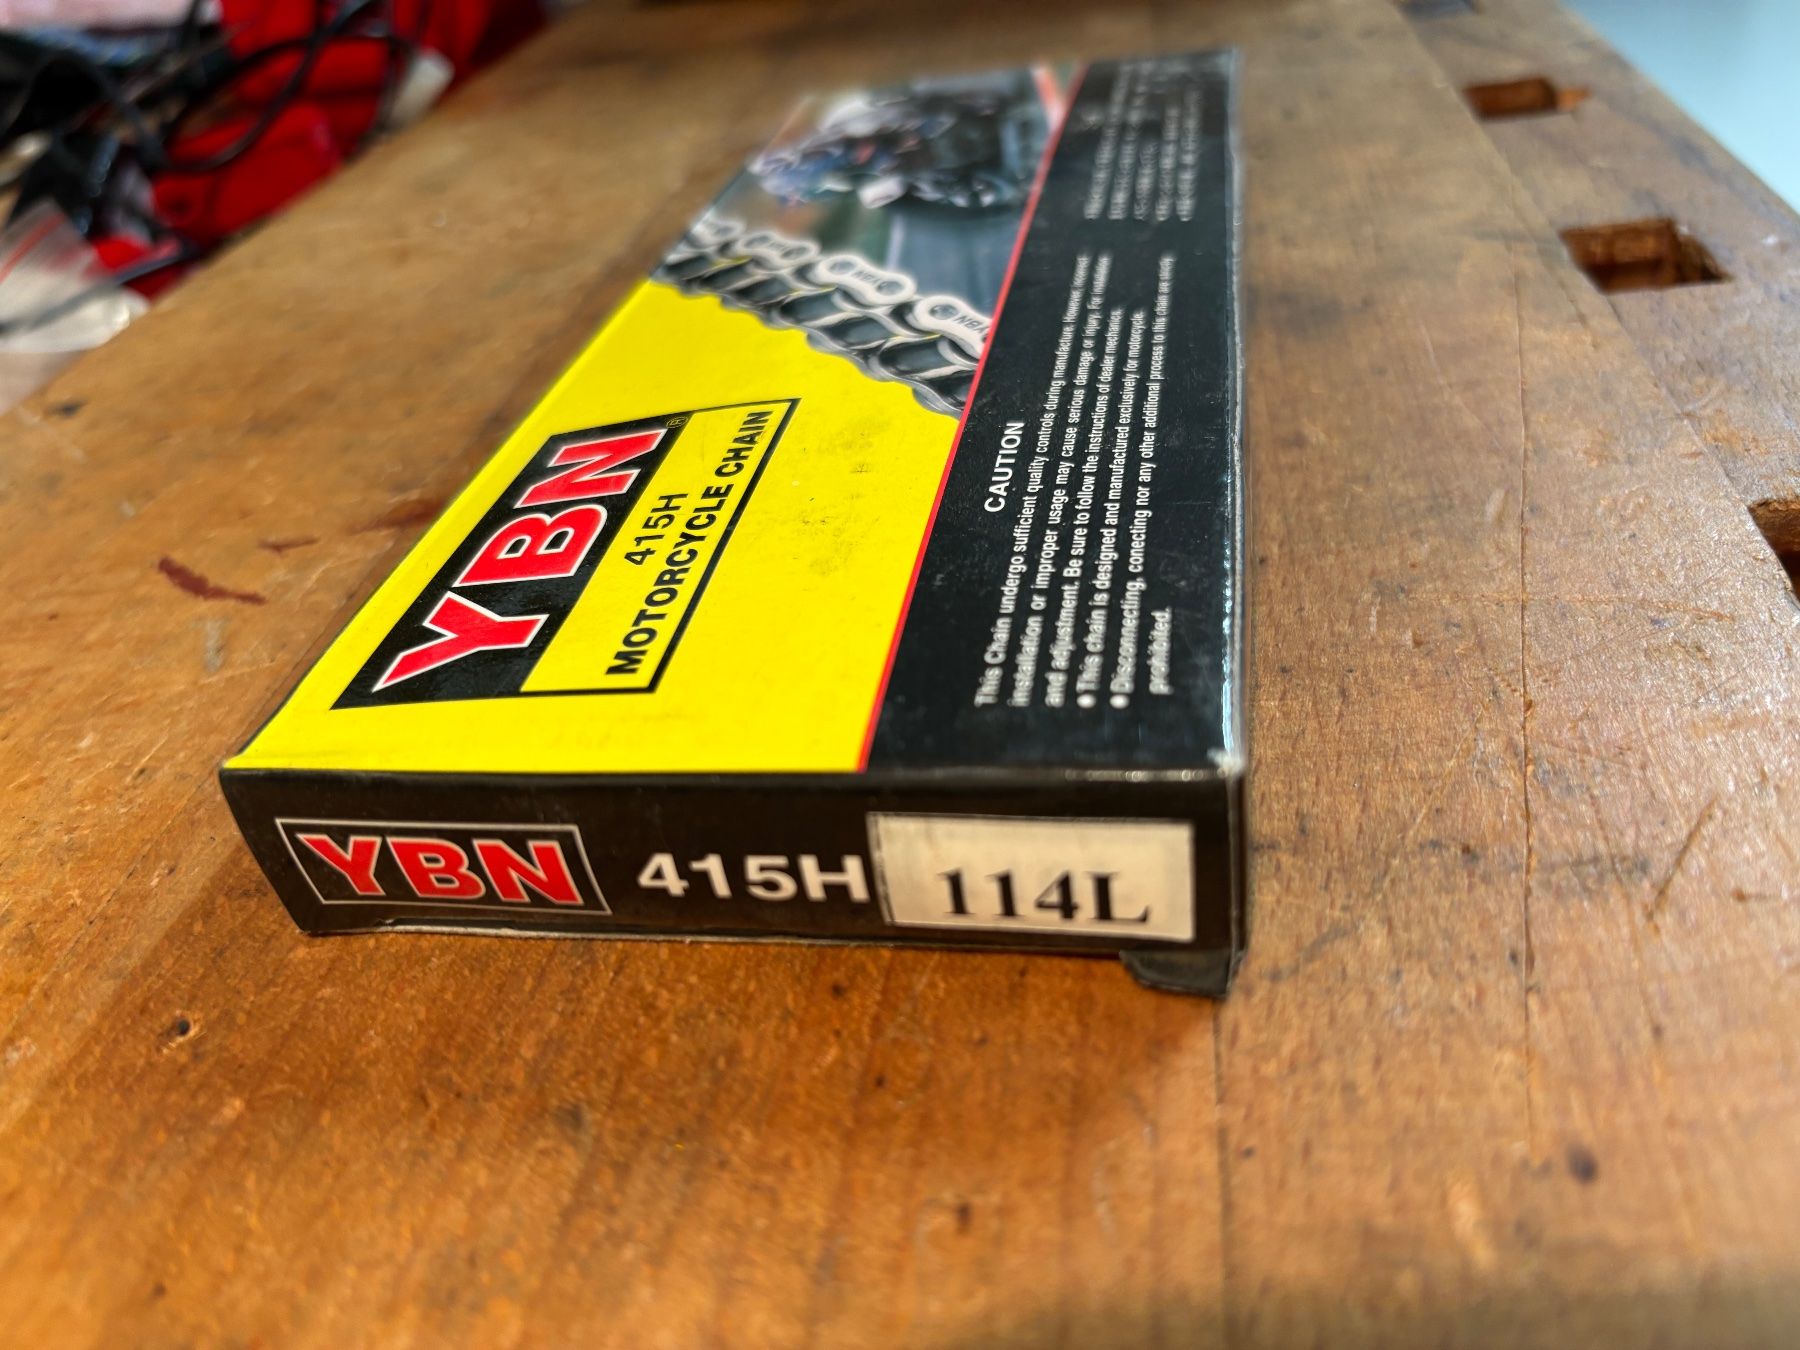 YBN®
415H
MOTORCYCLE CHAIN
YBN
YBN
CAUTION
This Chain undergo sufficient quality controls during manufacture. However, incorrect
installation or improper usage may cause serious damage or injury. For installation
and adjustment. Be sure to follow the instructions of dealer mechanics.
● This chain is designed and manufactured exclusively for motorcycle.
● Disconnecting, conecting nor any other additional process to this chain are strictly
prohibited.
YBN
415H
114L